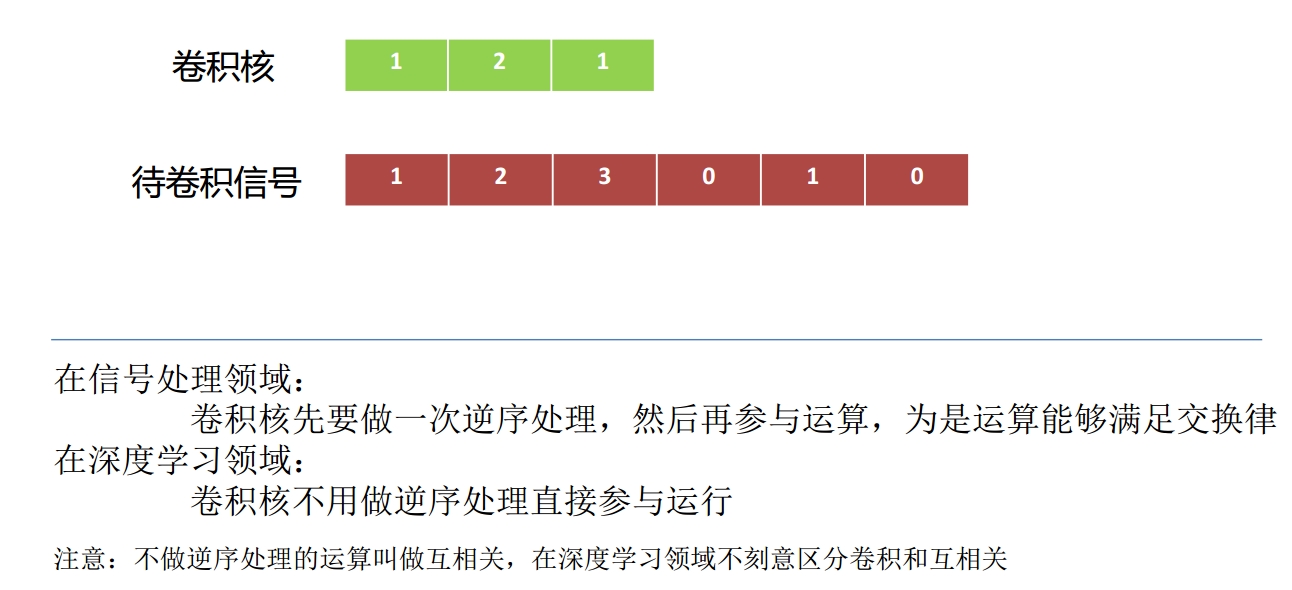 卷积核 1 2 1
待卷积信号 1 2 3 0 1 0
在信号处理领域：
卷积核先要做一次逆序处理，然后再参与运算，为是运算能够满足交换律
在深度学习领域：
卷积核不用做逆序处理直接参与运行
注意：不做逆序处理的运算叫做互相关，在深度学习领域不刻意区分卷积和互相关